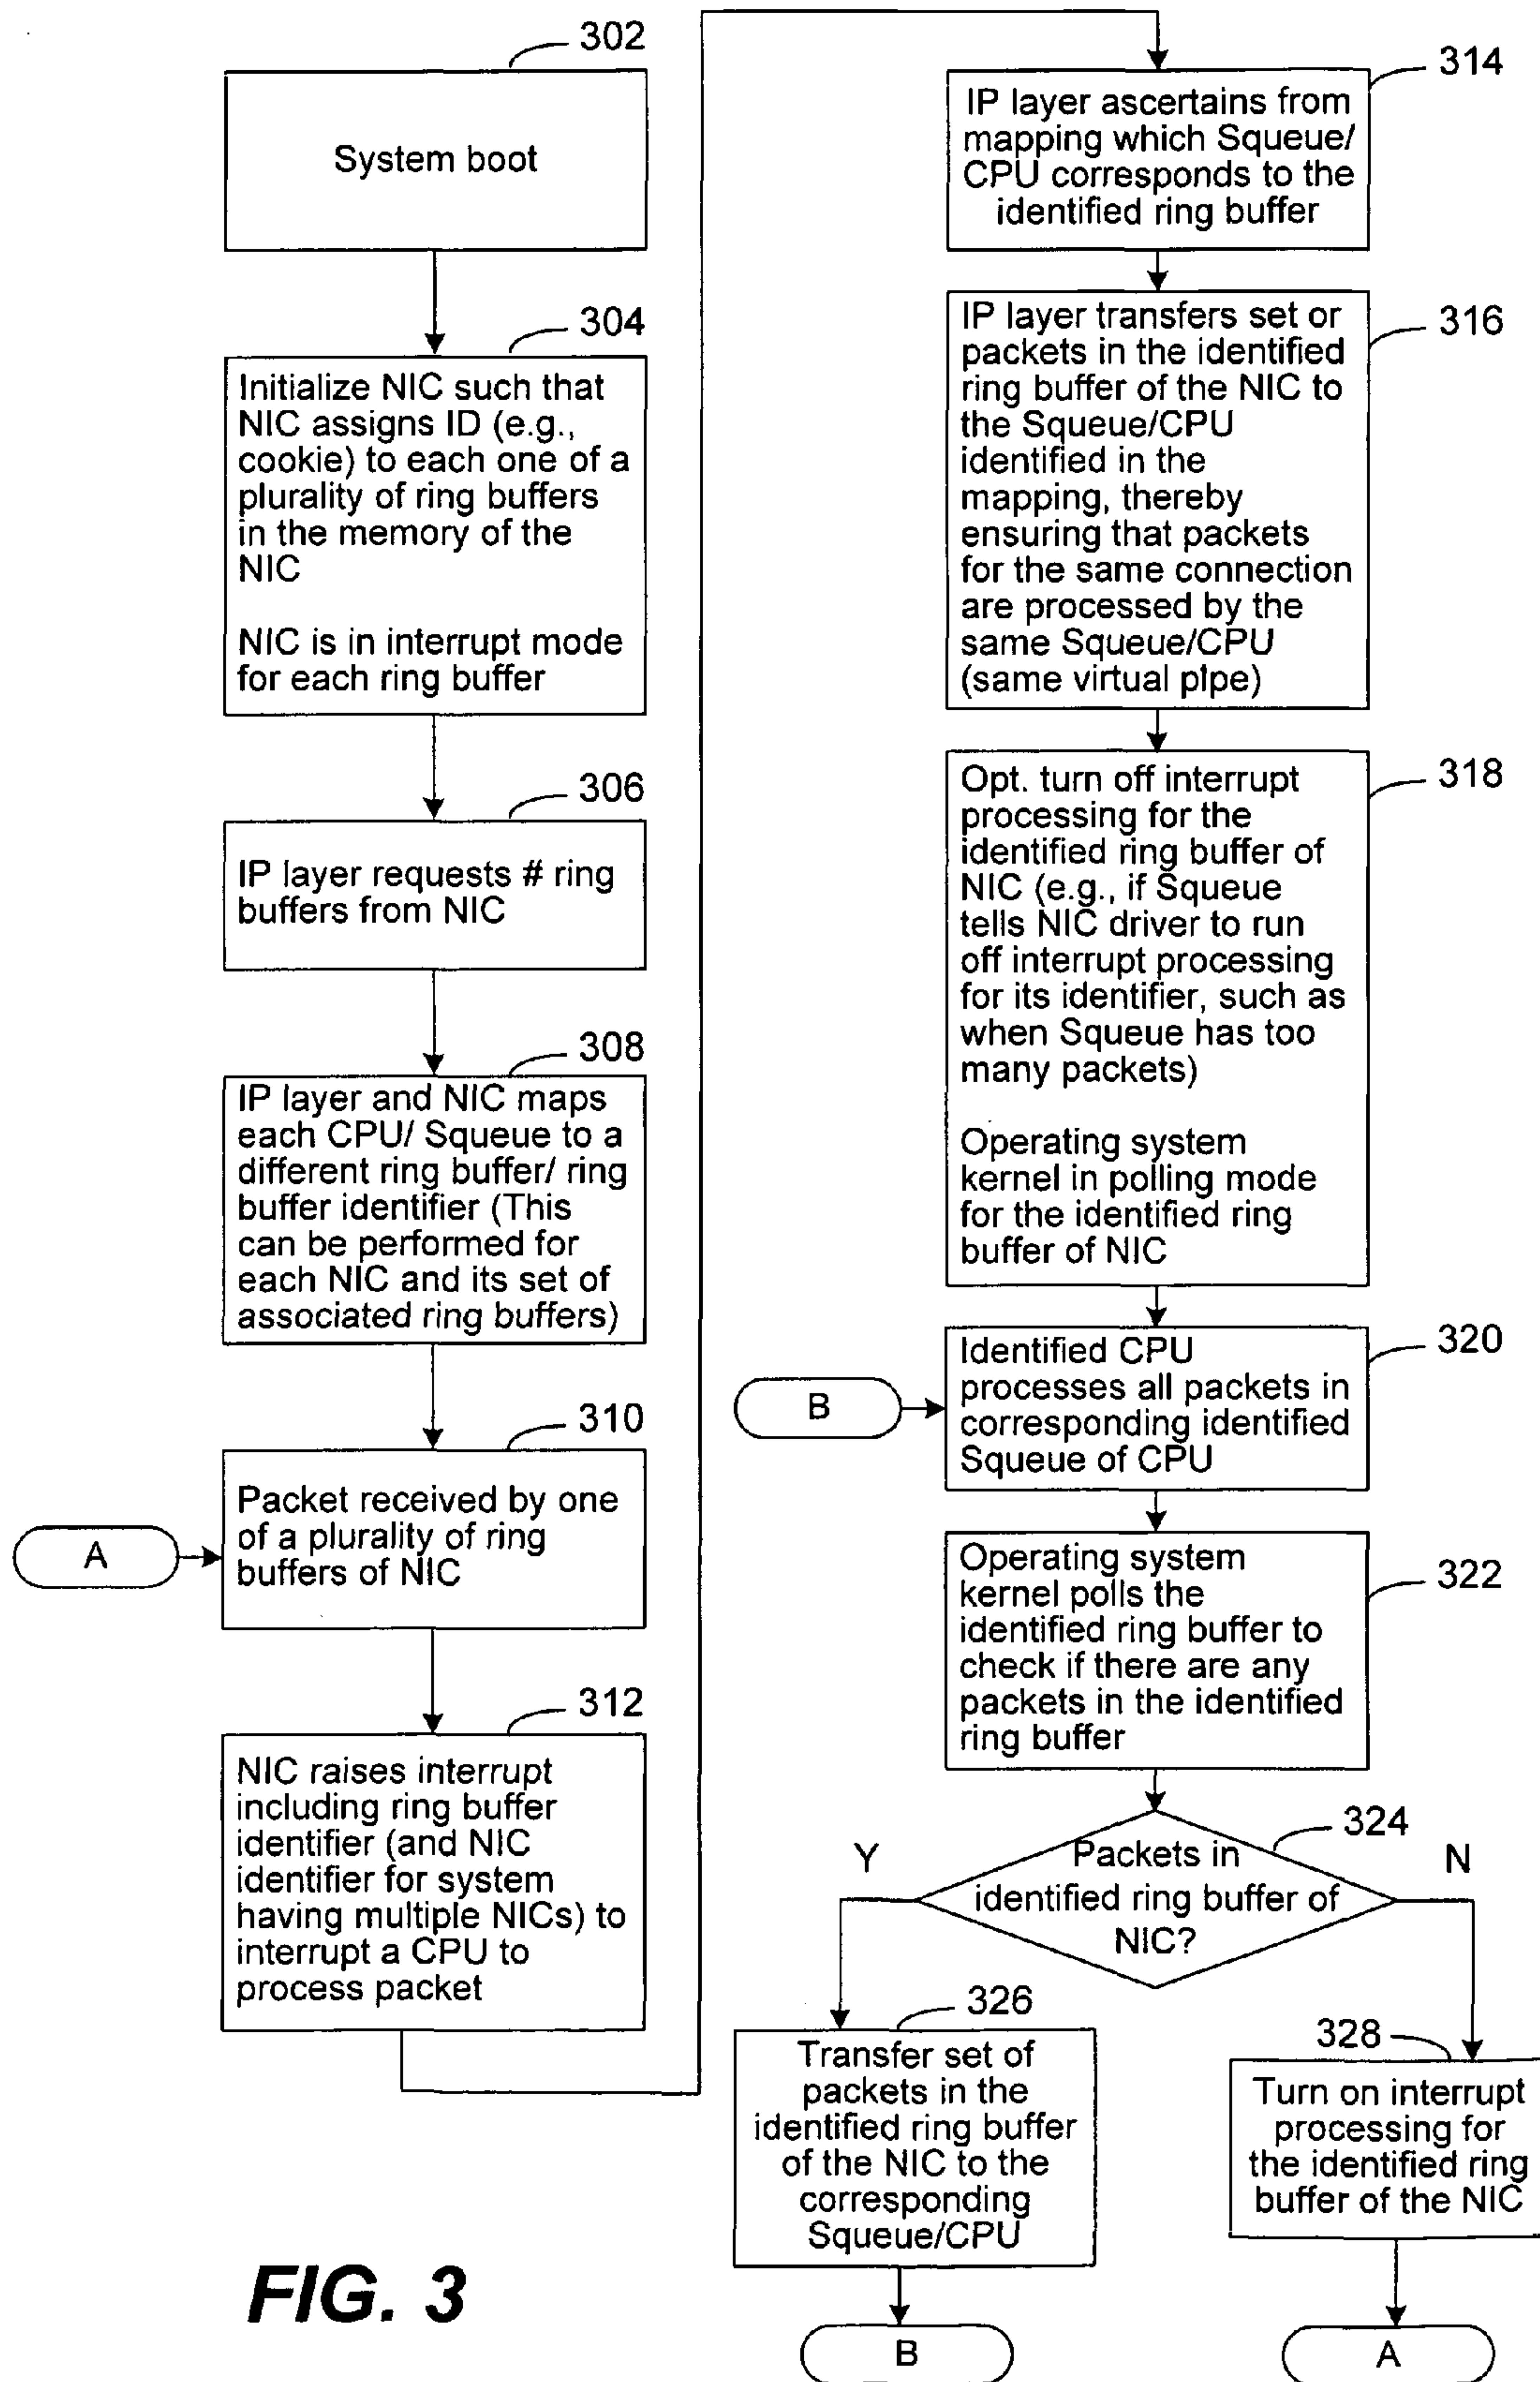 302
System boot
304
Initialize NIC such that
NIC assigns ID (e.g.,
cookie) to each one of a
plurality of ring buffers
in the memory of the
NIC
NIC is in interrupt mode
for each ring buffer
306
IP layer requests # ring
buffers from NIC
308
IP layer and NIC maps
each CPU/ Squeue to a
different ring buffer/ ring
buffer identifier (This
can be performed for
each NIC and its set of
associated ring buffers)
310
A
Packet received by one
of a plurality of ring
buffers of NIC
312
NIC raises interrupt
including ring buffer
identifier (and NIC
identifier for system
having multiple NICs) to
interrupt a CPU to
process packet
314
IP layer ascertains from
mapping which Squeue/
CPU corresponds to the
identified ring buffer
316
IP layer transfers set or
packets in the identified
ring buffer of the NIC to
the Squeue/CPU
identified in the
mapping, thereby
ensuring that packets
for the same connection
are processed by the
same Squeue/CPU
(same virtual pipe)
318
Opt. turn off interrupt
processing for the
identified ring buffer of
NIC (e.g., if Squeue
tells NIC driver to run
off interrupt processing
for its identifier, such as
when Squeue has too
many packets)
Operating system
kernel in polling mode
for the identified ring
buffer of NIC
320
B
Identified CPU
processes all packets in
corresponding identified
Squeue of CPU
322
Operating system
kernel polls the
identified ring buffer to
check if there are any
packets in the identified
ring buffer
324
Y
N
Packets in
identified ring buffer of
NIC?
326
Transfer set of
packets in the
identified ring buffer
of the NIC to the
corresponding
Squeue/CPU
B
328
Turn on interrupt
processing for
the identified ring
buffer of the NIC
A
FIG. 3